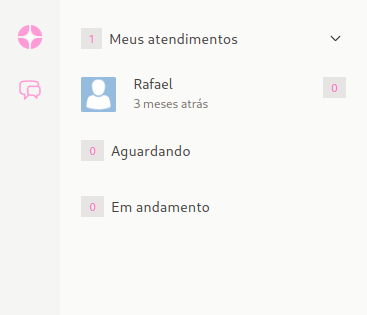 1 Meus atendimentos
Rafael
0
3 meses atrás
0 Aguardando
0 Em andamento